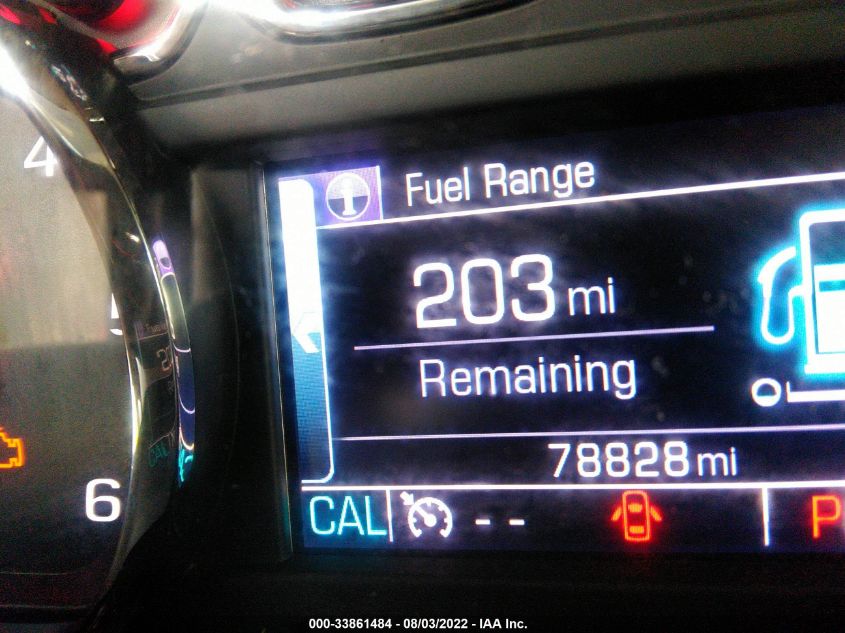 4
Fuel Range
203 mi
Remaining
78828 mi
6
CAL - - P
000-33861484 - 08/03/2022 - IAA Inc.